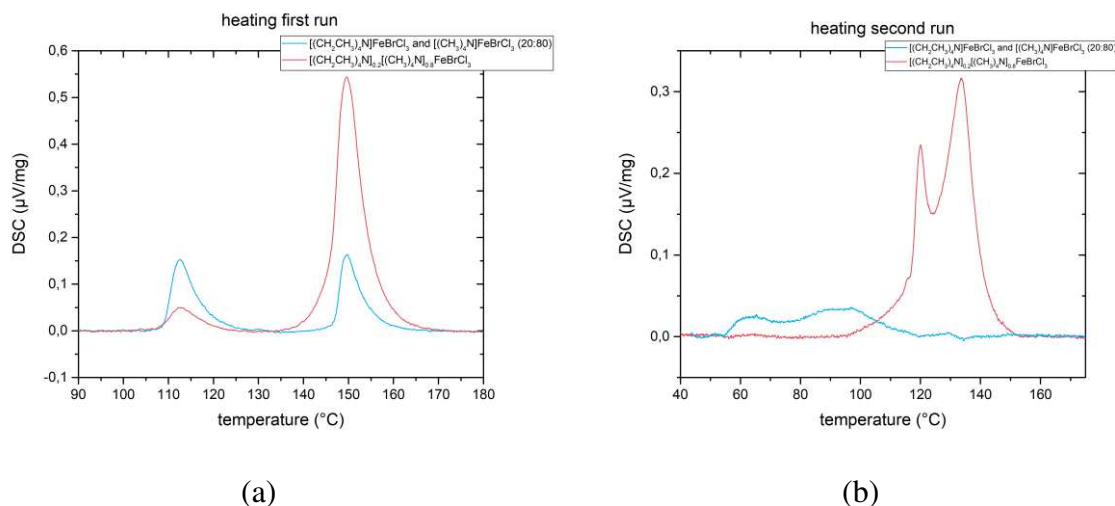 heating first run
[(CH₂CH₃)₄N]FeBrCl₃ and [(CH₃)₄N]FeBrCl₃ (20:80)
[(CH₂CH₃)₄N]₀.₂[(CH₃)₄N]₀.₈FeBrCl₃
0,6
0,5
0,4
0,3
0,2
0,1
0,0
-0,1
DSC (µV/mg)
90 100 110 120 130 140 150 160 170 180
temperature (°C)
(a)
heating second run
[(CH₂CH₃)₄N]FeBrCl₃ and [(CH₃)₄N]FeBrCl₃ (20:80)
[(CH₂CH₃)₄N]₀.₂[(CH₃)₄N]₀.₈FeBrCl₃
0,3
0,2
0,1
0,0
DSC (µV/mg)
40 60 80 100 120 140 160
temperature (°C)
(b)